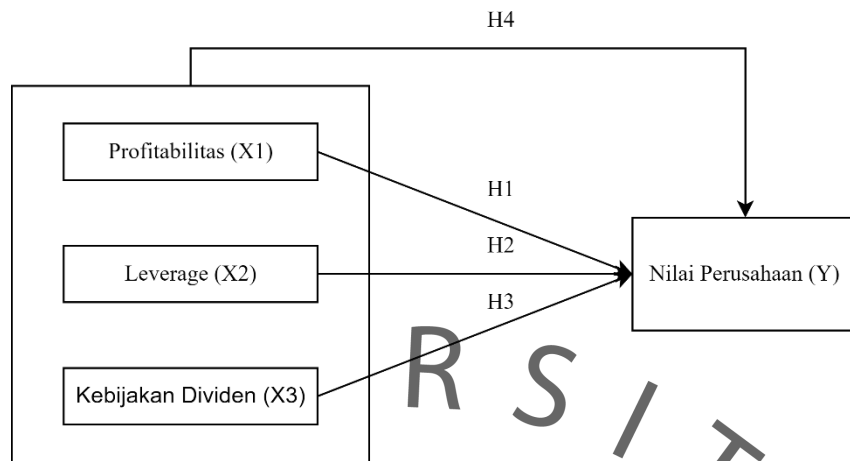 H4
Profitabilitas (X1)
H1
Leverage (X2)
H2
Nilai Perusahaan (Y)
H3
Kebijakan Dividen (X3)
R S I T